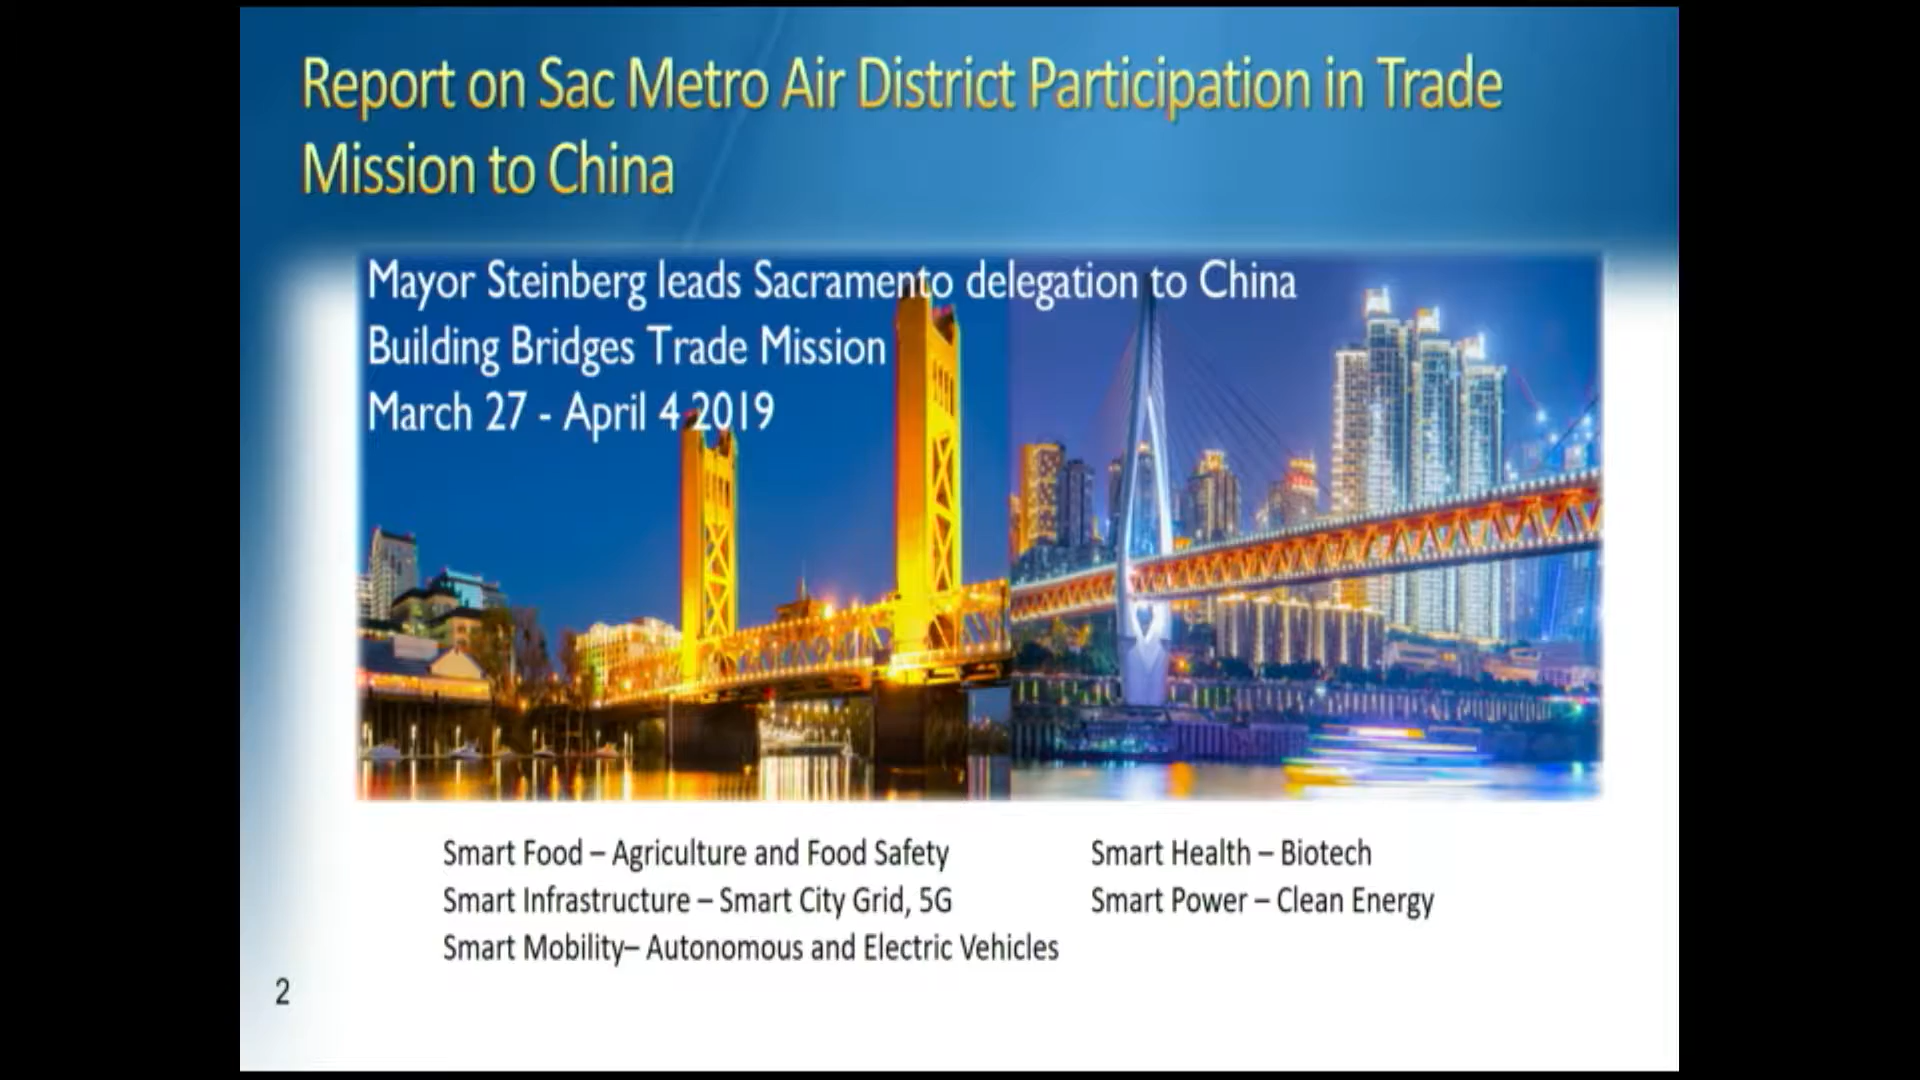 Report on Sac Metro Air District Participation in Trade
Mission to China
Mayor Steinberg leads Sacramento delegation to China
Building Bridges Trade Mission
March 27 - April 4 2019
Smart Food – Agriculture and Food Safety
Smart Infrastructure – Smart City Grid, 5G
Smart Mobility– Autonomous and Electric Vehicles
Smart Health – Biotech
Smart Power – Clean Energy
2